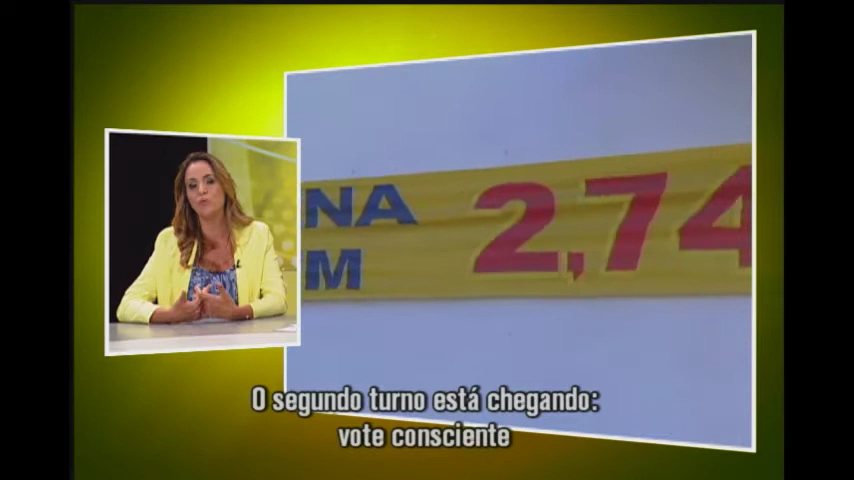 NA 2,74
M
O segundo turno está chegando:
vote consciente